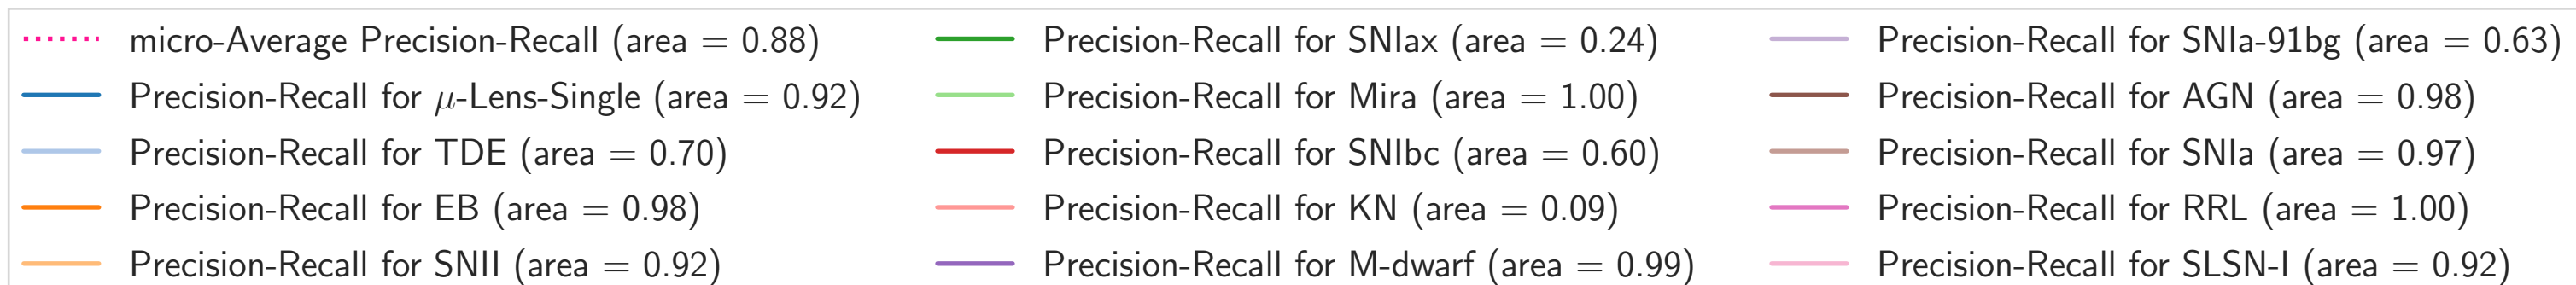 micro-Average Precision-Recall (area = 0.88)
Precision-Recall for μ-Lens-Single (area = 0.92)
Precision-Recall for TDE (area = 0.70)
Precision-Recall for EB (area = 0.98)
Precision-Recall for SNII (area = 0.92)
Precision-Recall for SNIax (area = 0.24)
Precision-Recall for Mira (area = 1.00)
Precision-Recall for SNIbc (area = 0.60)
Precision-Recall for KN (area = 0.09)
Precision-Recall for M-dwarf (area = 0.99)
Precision-Recall for SNIa-91bg (area = 0.63)
Precision-Recall for AGN (area = 0.98)
Precision-Recall for SNIa (area = 0.97)
Precision-Recall for RRL (area = 1.00)
Precision-Recall for SLSN-I (area = 0.92)